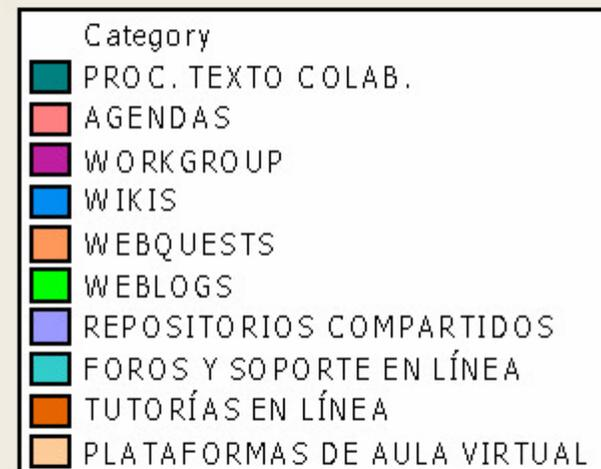 Category
PROC. TEXTO COLAB.
AGENDAS
WORKGROUP
WIKIS
WEBQUESTS
WEBLOGS
REPOSITORIOS COMPARTIDOS
FOROS Y SOPORTE EN LÍNEA
TUTORÍAS EN LÍNEA
PLATAFORMAS DE AULA VIRTUAL